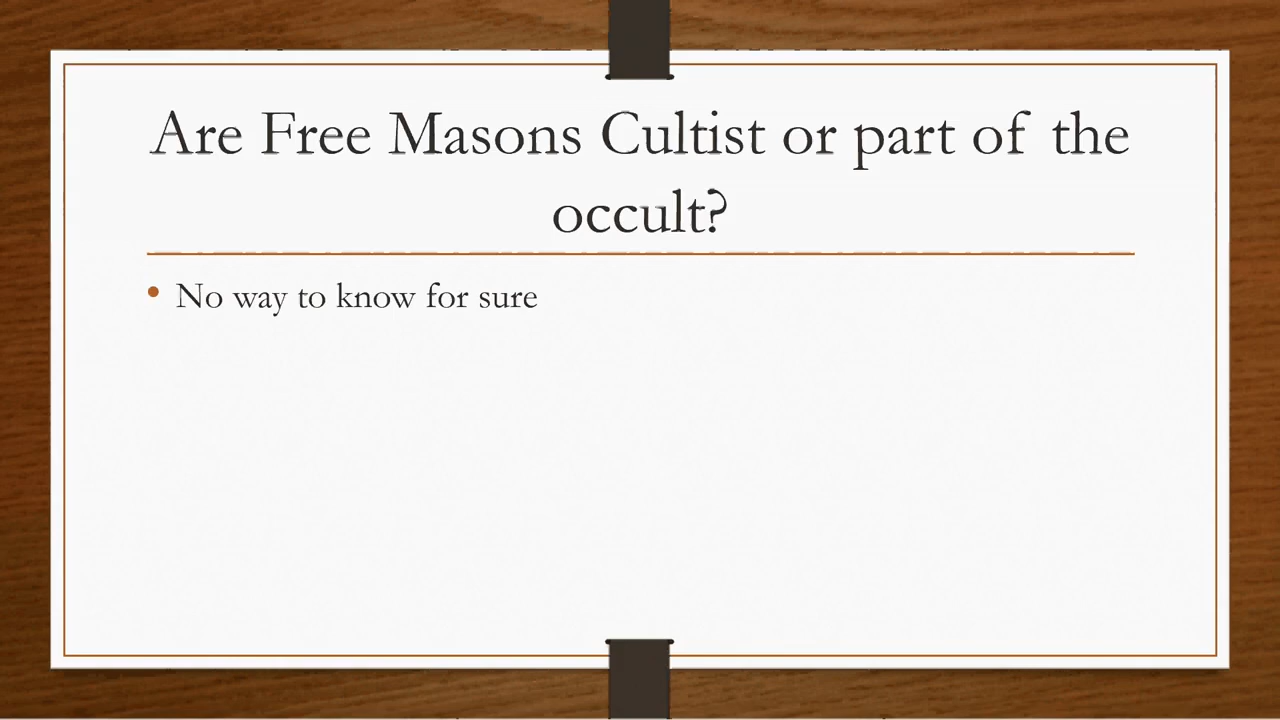 Are Free Masons Cultist or part of the
occult?
• No way to know for sure